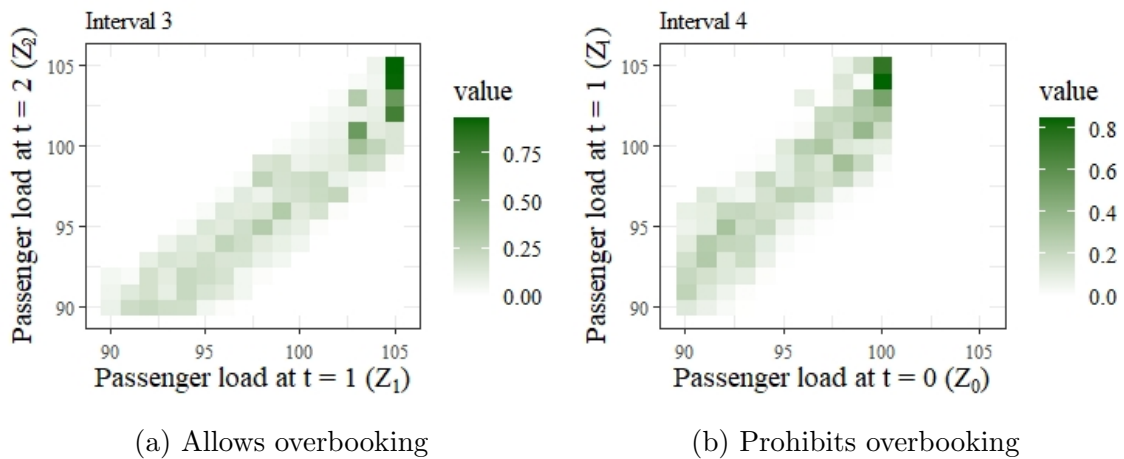 Interval 3
Passenger load at t = 2 (Z₂)
105
100
95
90
90 95 100 105
Passenger load at t = 1 (Z₁)
value
0.75
0.50
0.25
0.00
(a) Allows overbooking
Interval 4
Passenger load at t = 1 (Z₁)
105
100
95
90
90 95 100 105
Passenger load at t = 0 (Z₀)
value
0.8
0.6
0.4
0.2
0.0
(b) Prohibits overbooking